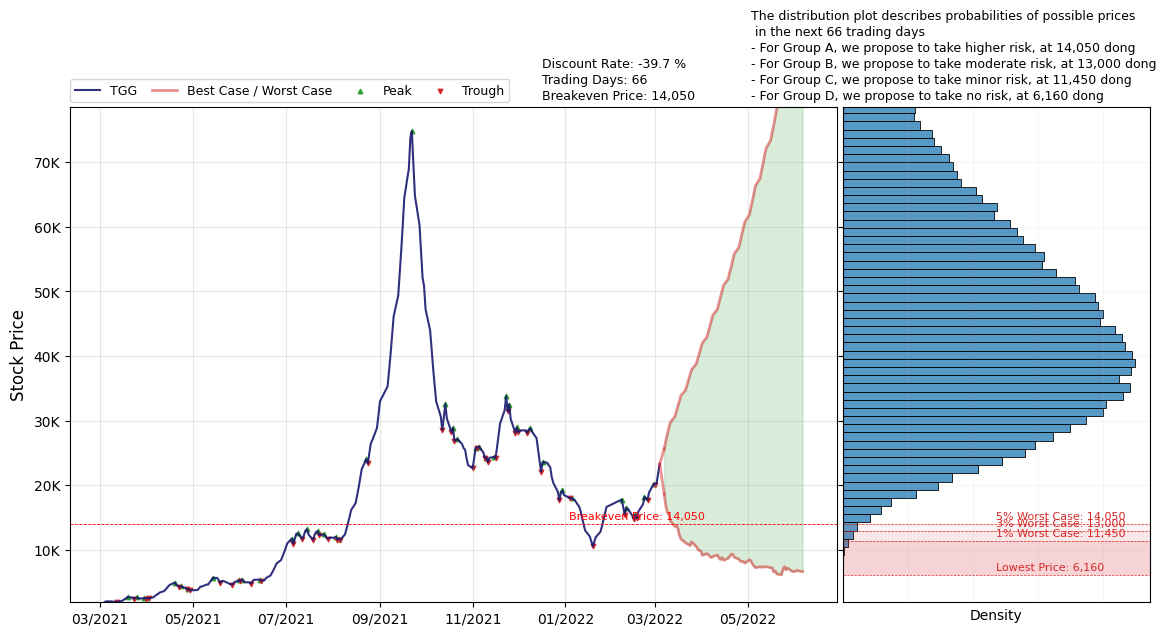 The distribution plot describes probabilities of possible prices
in the next 66 trading days
- For Group A, we propose to take higher risk, at 14,050 dong
- For Group B, we propose to take moderate risk, at 13,000 dong
- For Group C, we propose to take minor risk, at 11,450 dong
- For Group D, we propose to take no risk, at 6,160 dong
Discount Rate: -39.7 %
Trading Days: 66
Breakeven Price: 14,050
TGG
Best Case / Worst Case
Peak
Trough
Stock Price
70K
60K
50K
40K
30K
20K
10K
Breakeven Price: 14,050
5% Worst Case: 14,050
3% Worst Case: 13,000
1% Worst Case: 11,450
Lowest Price: 6,160
03/2021
05/2021
07/2021
09/2021
11/2021
01/2022
03/2022
05/2022
Density